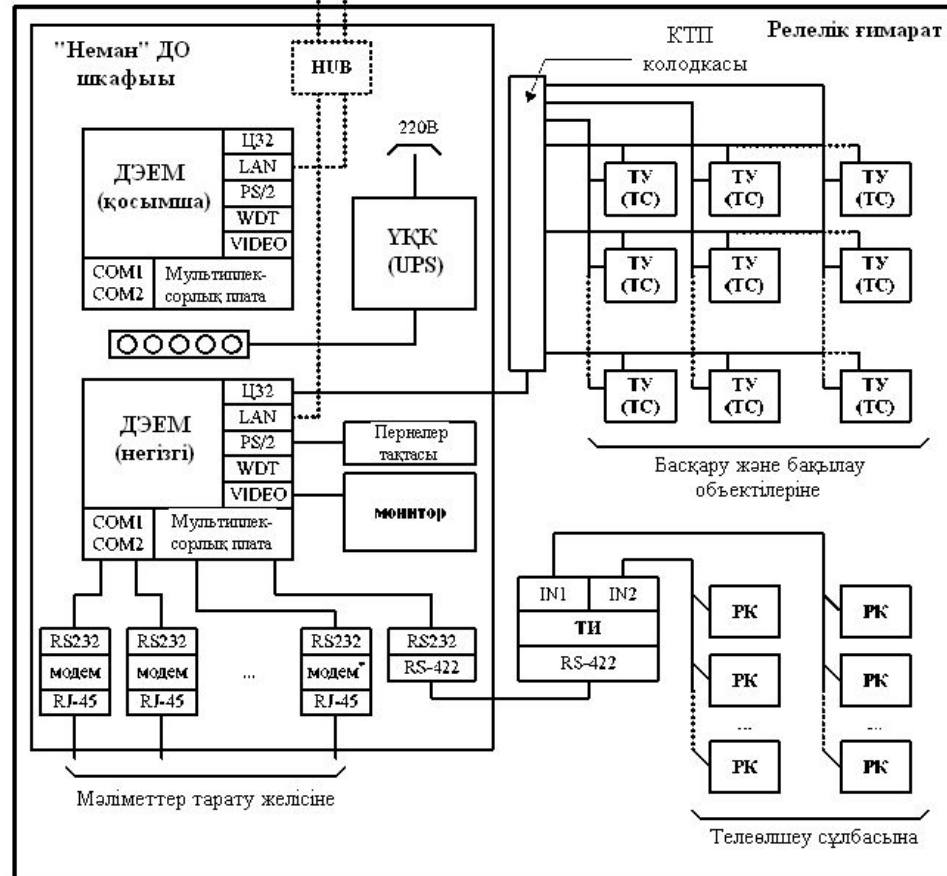 "Неман" ДО
шкафыы
HUB
КТП
колодкасы
Релелік ғимарат
220В
ДЭЕМ
(қосымша)
Ц32
LAN
PS/2
WDT
VIDEO
COM1
COM2
Мультиплек-
сорлық плата
ҮҚК
(UPS)
ТУ
(ТС)
ТУ
(ТС)
ТУ
(ТС)
ТУ
(ТС)
ТУ
(ТС)
ТУ
(ТС)
ТУ
(ТС)
ТУ
(ТС)
ТУ
(ТС)
Басқару және бақылау
объектілеріне
ДЭЕМ
(негізгі)
Ц32
LAN
PS/2
WDT
VIDEO
COM1
COM2
Мультиплек-
сорлық плата
Пернелер
тақтасы
монитор
RS232
модем
RJ-45
RS232
модем
RJ-45
...
RS232
модем*
RJ-45
RS232
RS-422
IN1
IN2
ТИ
RS-422
РК
РК
РК
РК
...
...
РК
РК
Мәліметтер тарату желісіне
Телеөлшеу сұлбасына